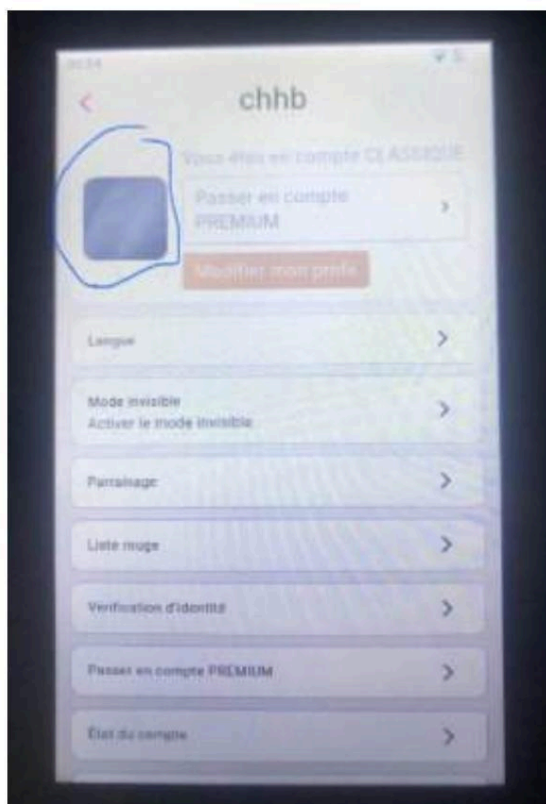 chhb
Vous êtes en compte CLASSIQUE
Passer en compte
PREMIUM
Modifier mon profil
Langue
Mode invisible
Activer le mode invisible
Parrainage
Liste rouge
Vérification d'identité
Passer en compte PREMIUM
État du compte